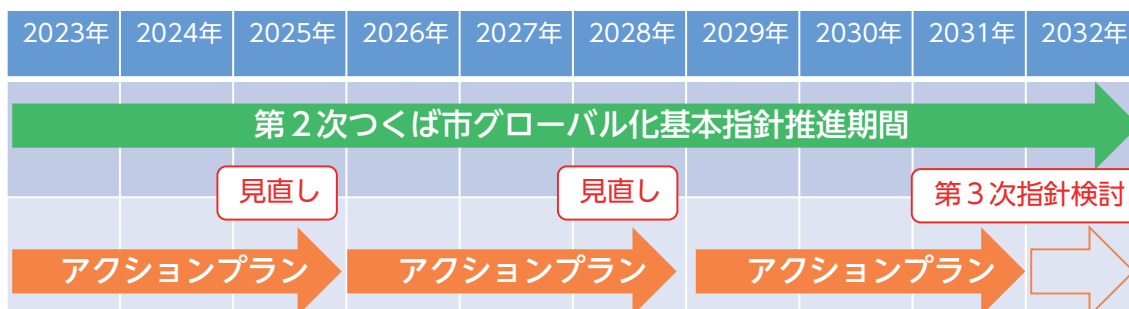 2023年 2024年 2025年 2026年 2027年 2028年 2029年 2030年 2031年 2032年
第２次つくば市グローバル化基本指針推進期間
見直し 見直し 第３次指針検討
アクションプラン アクションプラン アクションプラン